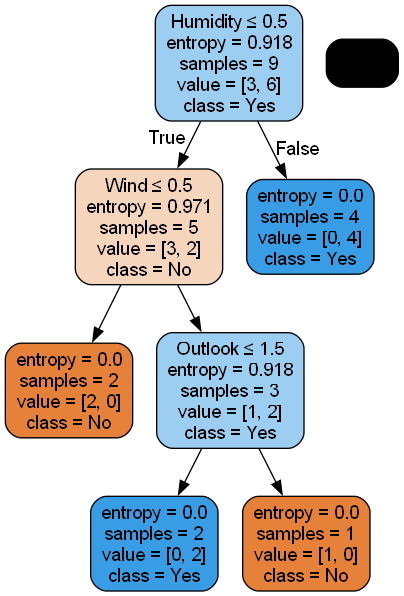 Humidity ≤ 0.5
entropy = 0.918
samples = 9
value = [3, 6]
class = Yes
True
False
Wind ≤ 0.5
entropy = 0.971
samples = 5
value = [3, 2]
class = No
entropy = 0.0
samples = 4
value = [0, 4]
class = Yes
entropy = 0.0
samples = 2
value = [2, 0]
class = No
Outlook ≤ 1.5
entropy = 0.918
samples = 3
value = [1, 2]
class = Yes
entropy = 0.0
samples = 2
value = [0, 2]
class = Yes
entropy = 0.0
samples = 1
value = [1, 0]
class = No